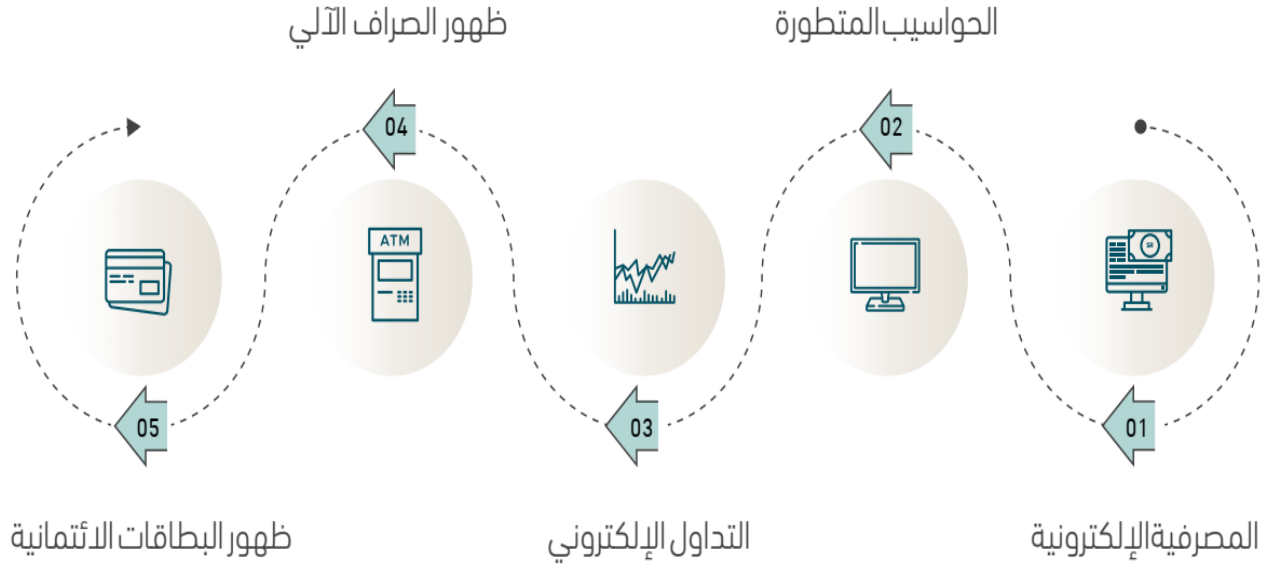 المصرفية الإلكترونية
01
الحواسيب المتطورة
02
التداول الإلكتروني
03
ظهور الصراف الآلي
04
ATM
ظهور البطاقات الائتمانية
05